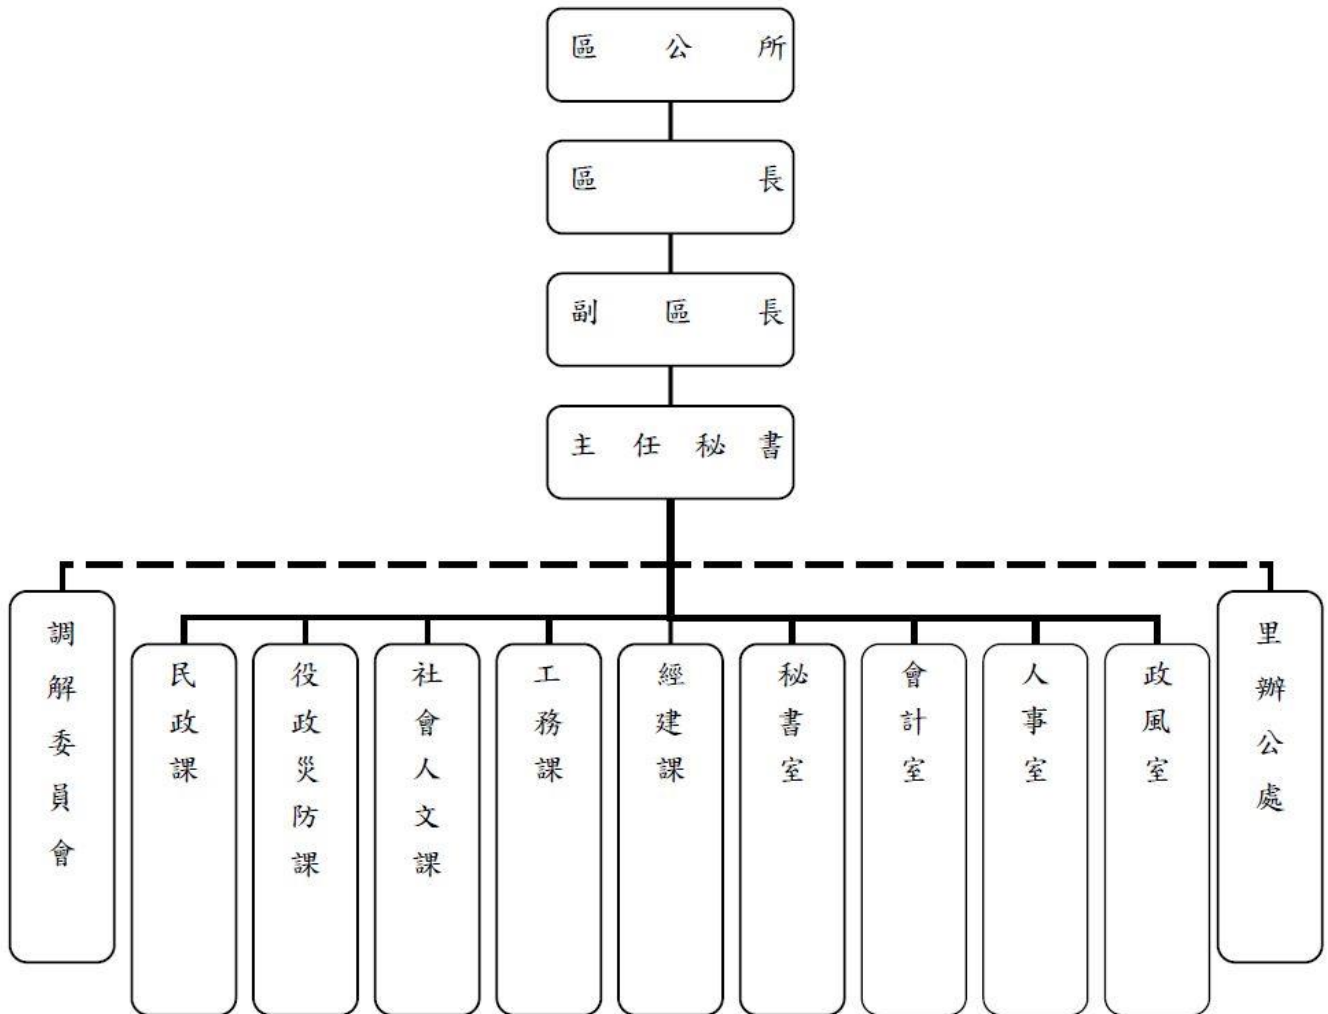 區公所
區長
副區長
主任秘書
調解委員會
民政課
役政災防課
社會人文課
工務課
經建課
秘書室
會計室
人事室
政風室
里辦公處